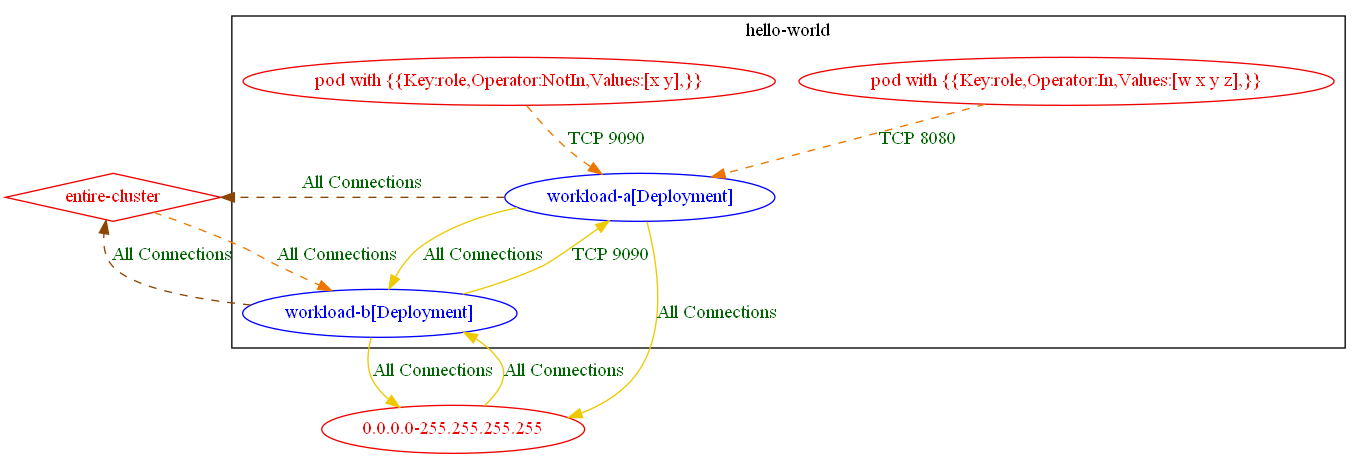 hello-world
pod with {{Key:role,Operator:NotIn,Values:[x y],}}
pod with {{Key:role,Operator:In,Values:[w x y z],}}
TCP 9090
TCP 8080
All Connections
entire-cluster
workload-a[Deployment]
All Connections
All Connections
All Connections
TCP 9090
workload-b[Deployment]
All Connections
All Connections
All Connections
0.0.0.0-255.255.255.255